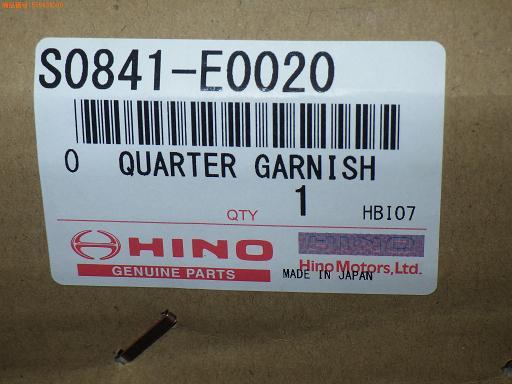 S0841-E0020
0 QUARTER GARNISH
QTY 1 HBI07
HINO
GENUINE PARTS
Hino Motors, Ltd.
MADE IN JAPAN